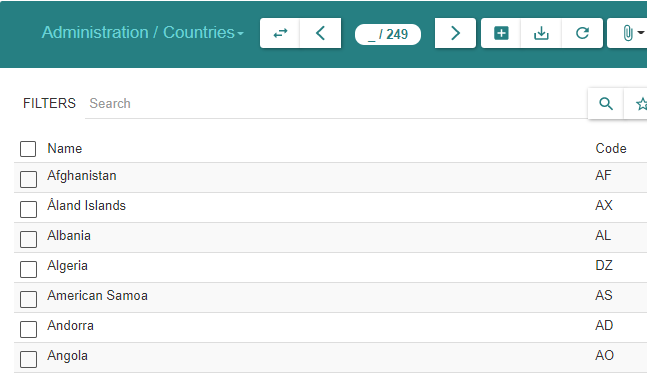 Administration / Countries
_ / 249
FILTERS Search
Name Code
Afghanistan AF
Åland Islands AX
Albania AL
Algeria DZ
American Samoa AS
Andorra AD
Angola AO